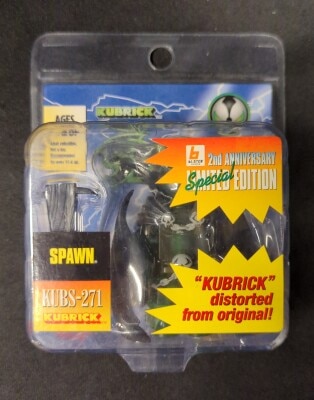 KUBRICK
AGES
2ND ANNIVERSARY
Special
LIMITED EDITION
SPAWN
KUBS-271
KUBRICK
"KUBRICK"
distorted
from original!